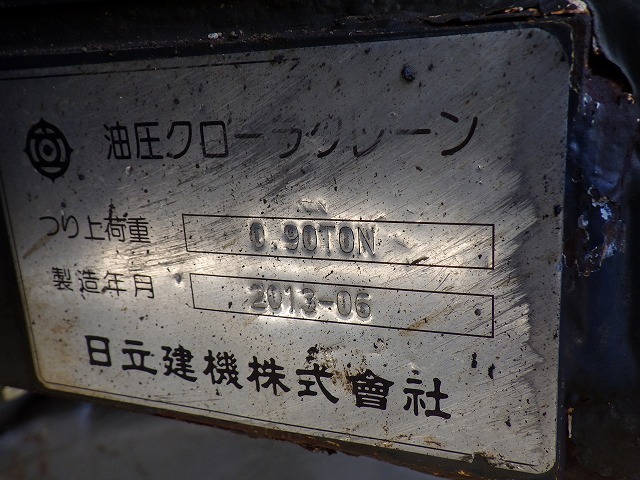 油圧クローラクレーン
つり上荷重 0.90TON
製造年月 2013-06
日立建機株式會社